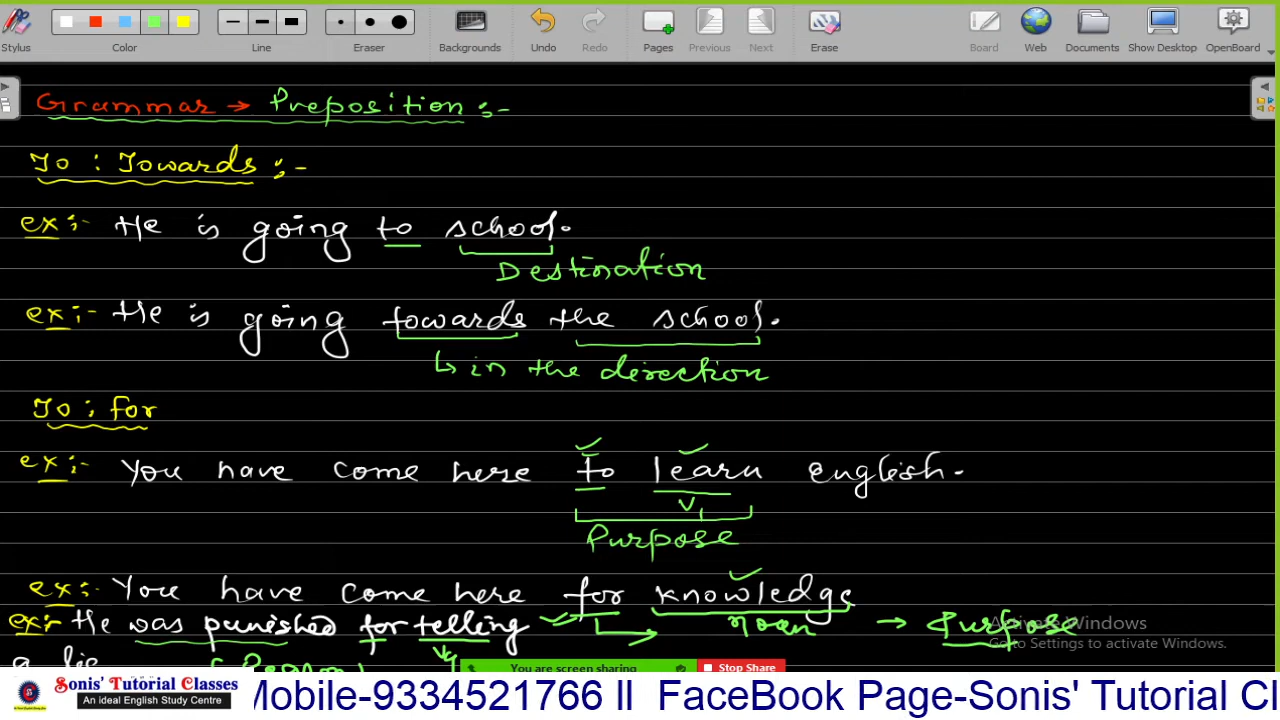 Stylus Color Line Eraser Backgrounds Undo Redo Pages Previous Next Erase Board Web Documents Show Desktop OpenBoard
Grammar → Preposition :-
To : Towards :-
ex :- He is going to school.
Destination
ex :- He is going towards the school.
↳ in the direction
To : for
ex :- You have come here to learn english.
V1
Purpose
ex :- You have come here for knowledge
noun → Purpose
ex :- He was punished for telling
a lie
Activate Windows
Go to Settings to activate Windows.
You are screen sharing Stop Share
Sonis' Tutorial Classes
An ideal English Study Centre
Mobile-9334521766 ll FaceBook Page-Sonis' Tutorial Cl